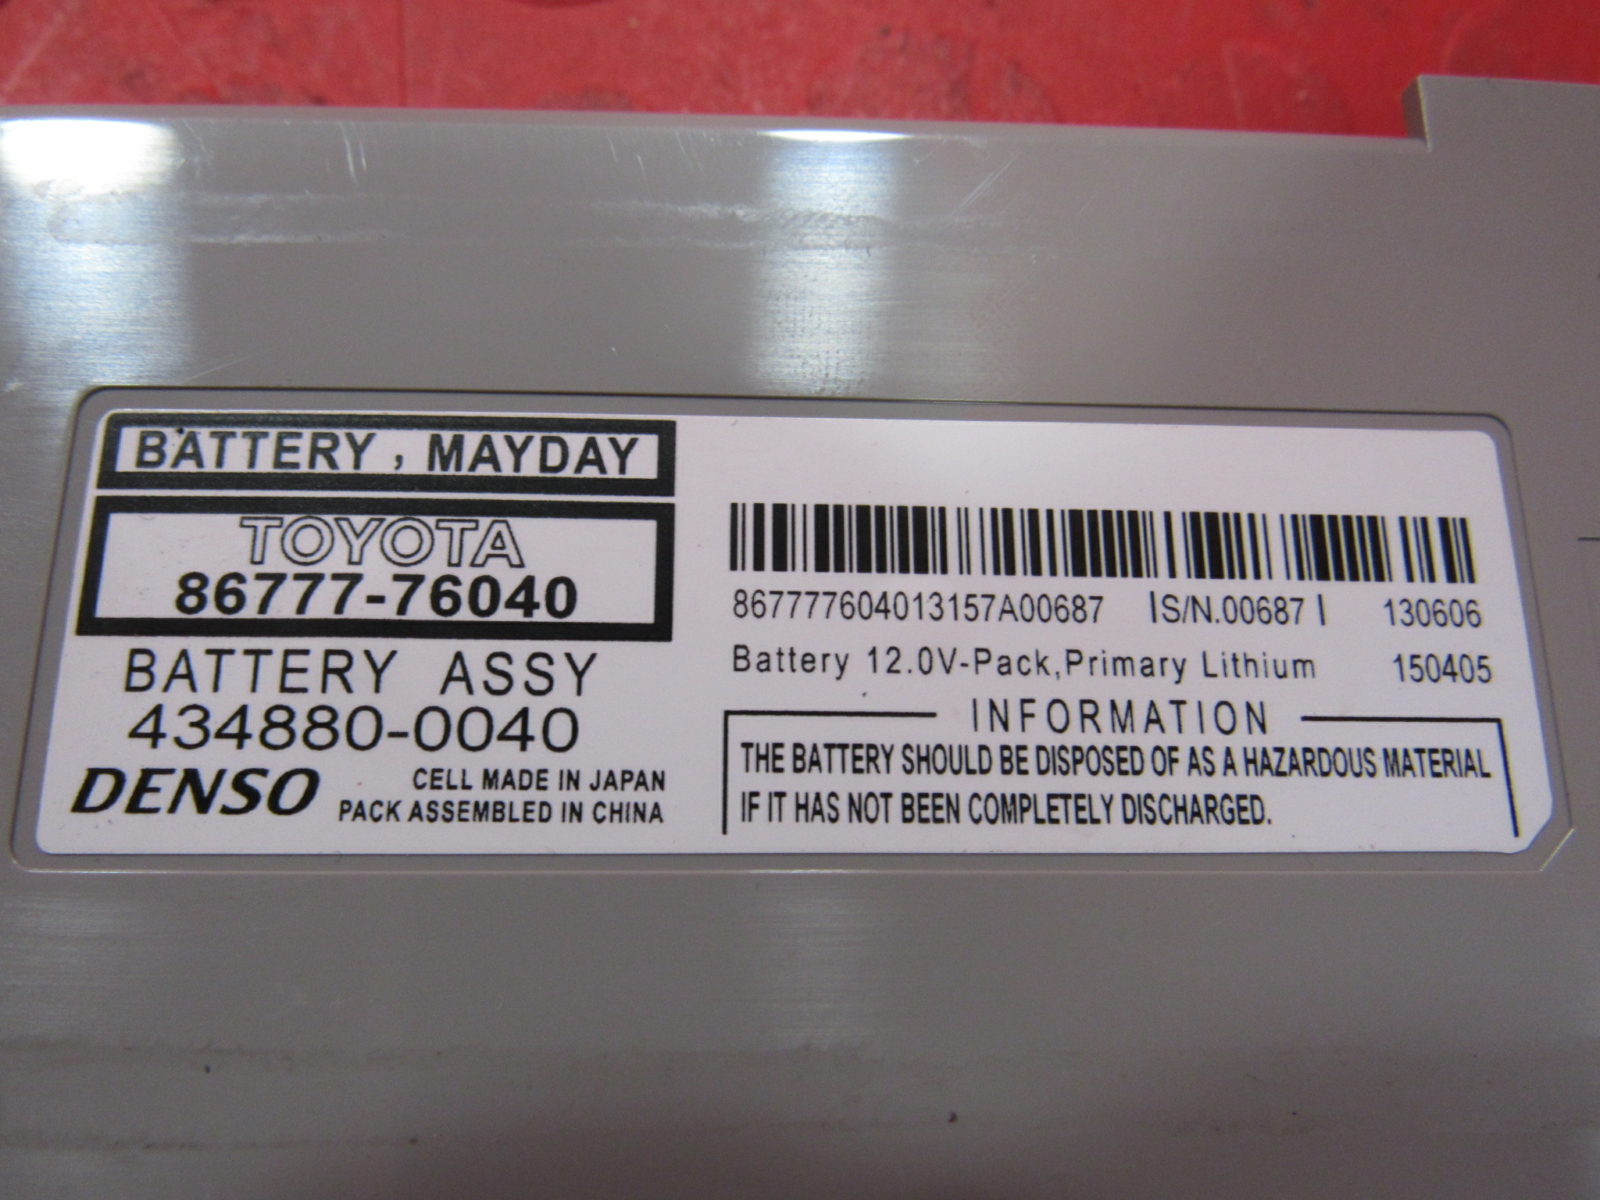 BATTERY , MAYDAY
TOYOTA
86777-76040
BATTERY ASSY
434880-0040
DENSO
CELL MADE IN JAPAN
PACK ASSEMBLED IN CHINA
867777604013157A00687 |S/N.00687| 130606
Battery 12.0V-Pack,Primary Lithium 150405
INFORMATION
THE BATTERY SHOULD BE DISPOSED OF AS A HAZARDOUS MATERIAL
IF IT HAS NOT BEEN COMPLETELY DISCHARGED.